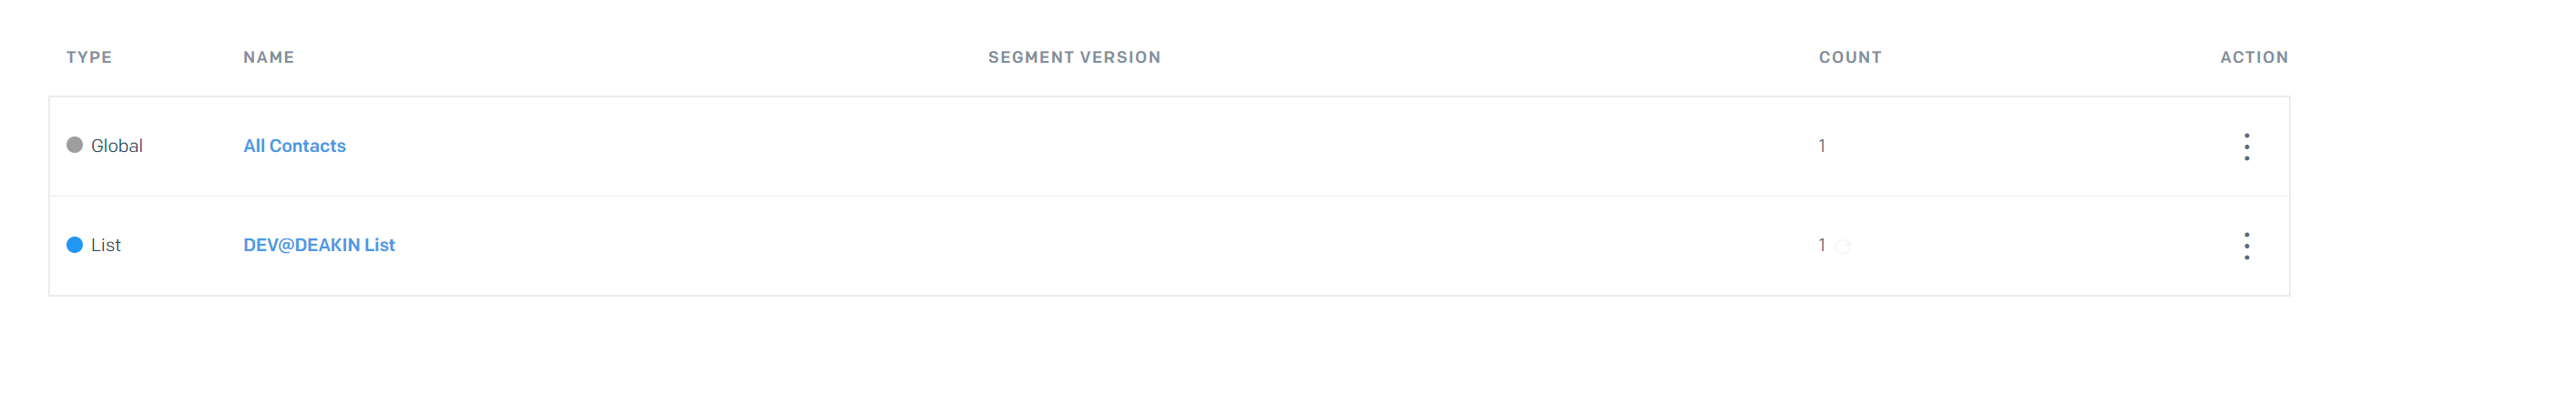 TYPE NAME SEGMENT VERSION COUNT ACTION
Global All Contacts 1
List DEV@DEAKIN List 1